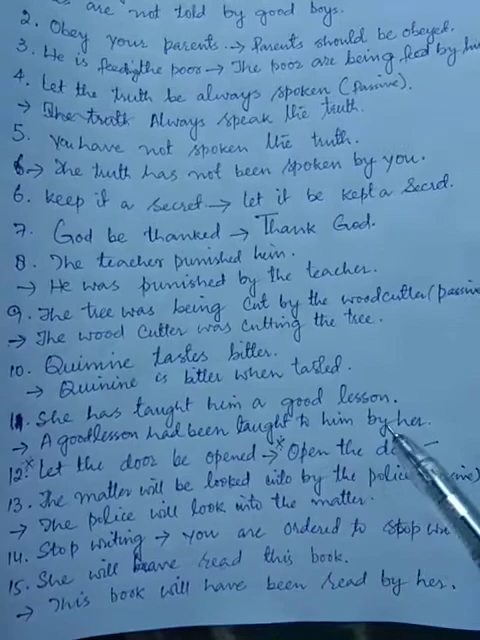 are not told by good boys.
2. Obey your parents. → Parents should be obeyed.
3. He is feeding the poor → The poor are being fed by
4. Let the truth be always spoken (Passive).
→ Always speak the truth.
5. You have not spoken the truth.
→ The truth has not been spoken by you.
6. Keep it a secret → let it be kept a secret.
7. God be thanked → Thank God.
8. The teacher punished him.
→ He was punished by the teacher.
9. The tree was being cut by the woodcutter (passive
→ The wood cutter was cutting the tree.
10. Quinine tastes bitter.
→ Quinine is bitter when tasted.
11. She has taught him a good lesson.
→ A good lesson had been taught to him by her.
12. Let the door be opened → Open the
13. The matter will be looked into by the police
→ The police will look into the matter.
14. Stop writing → you are ordered to stop
15. She will have read this book.
→ This book will have been read by her.